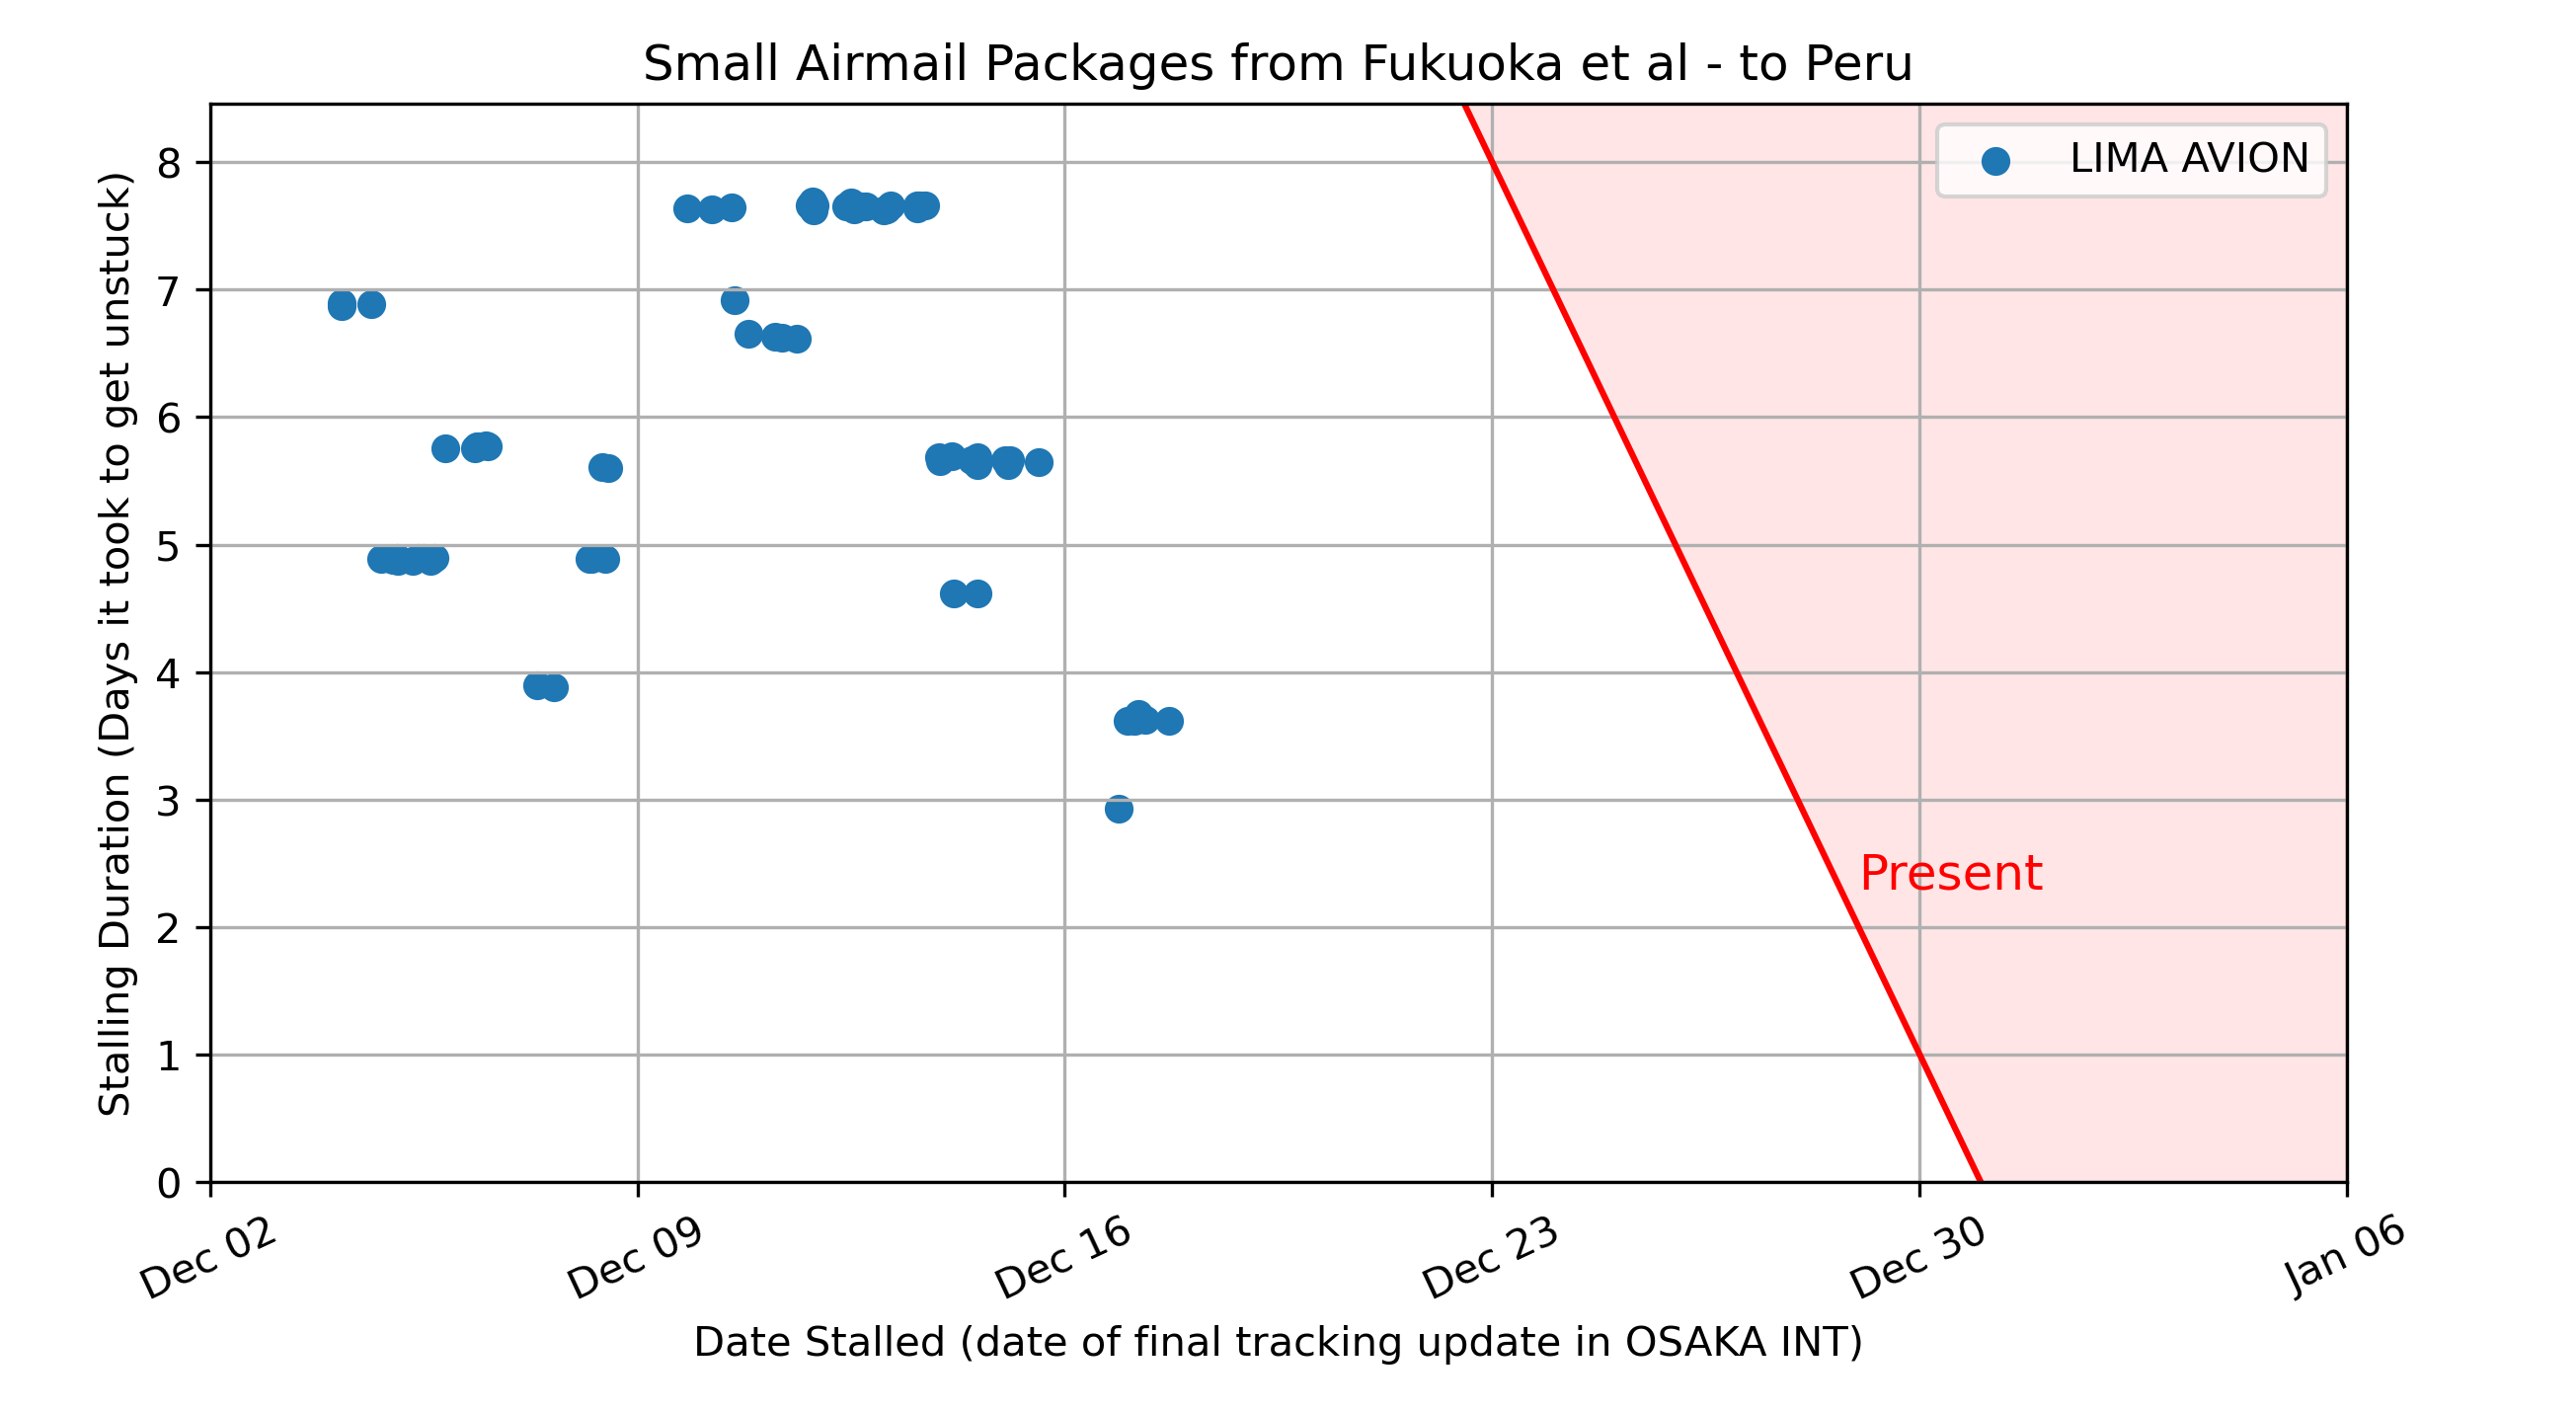 Small Airmail Packages from Fukuoka et al - to Peru
LIMA AVION
Stalling Duration (Days it took to get unstuck)
8
7
6
5
4
3
2
1
0
Present
Dec 02
Dec 09
Dec 16
Dec 23
Dec 30
Jan 06
Date Stalled (date of final tracking update in OSAKA INT)